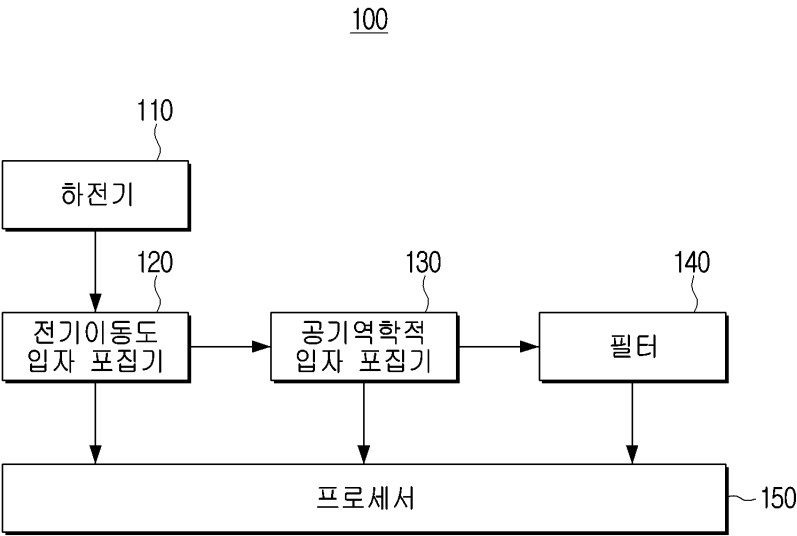 100
110
하전기
120
130
140
전기이동도
입자 포집기
공기역학적
입자 포집기
필터
프로세서
150